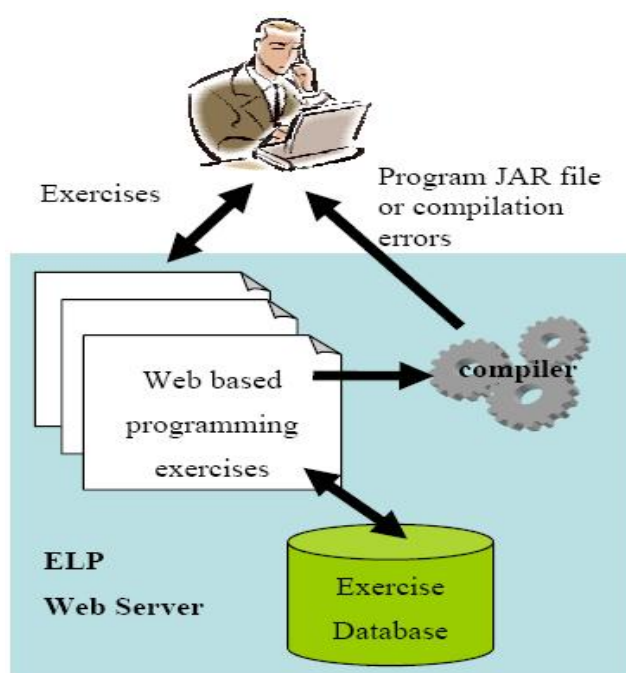 Exercises
Program JAR file
or compilation
errors
Web based
programming
exercises
compiler
ELP
Web Server
Exercise
Database